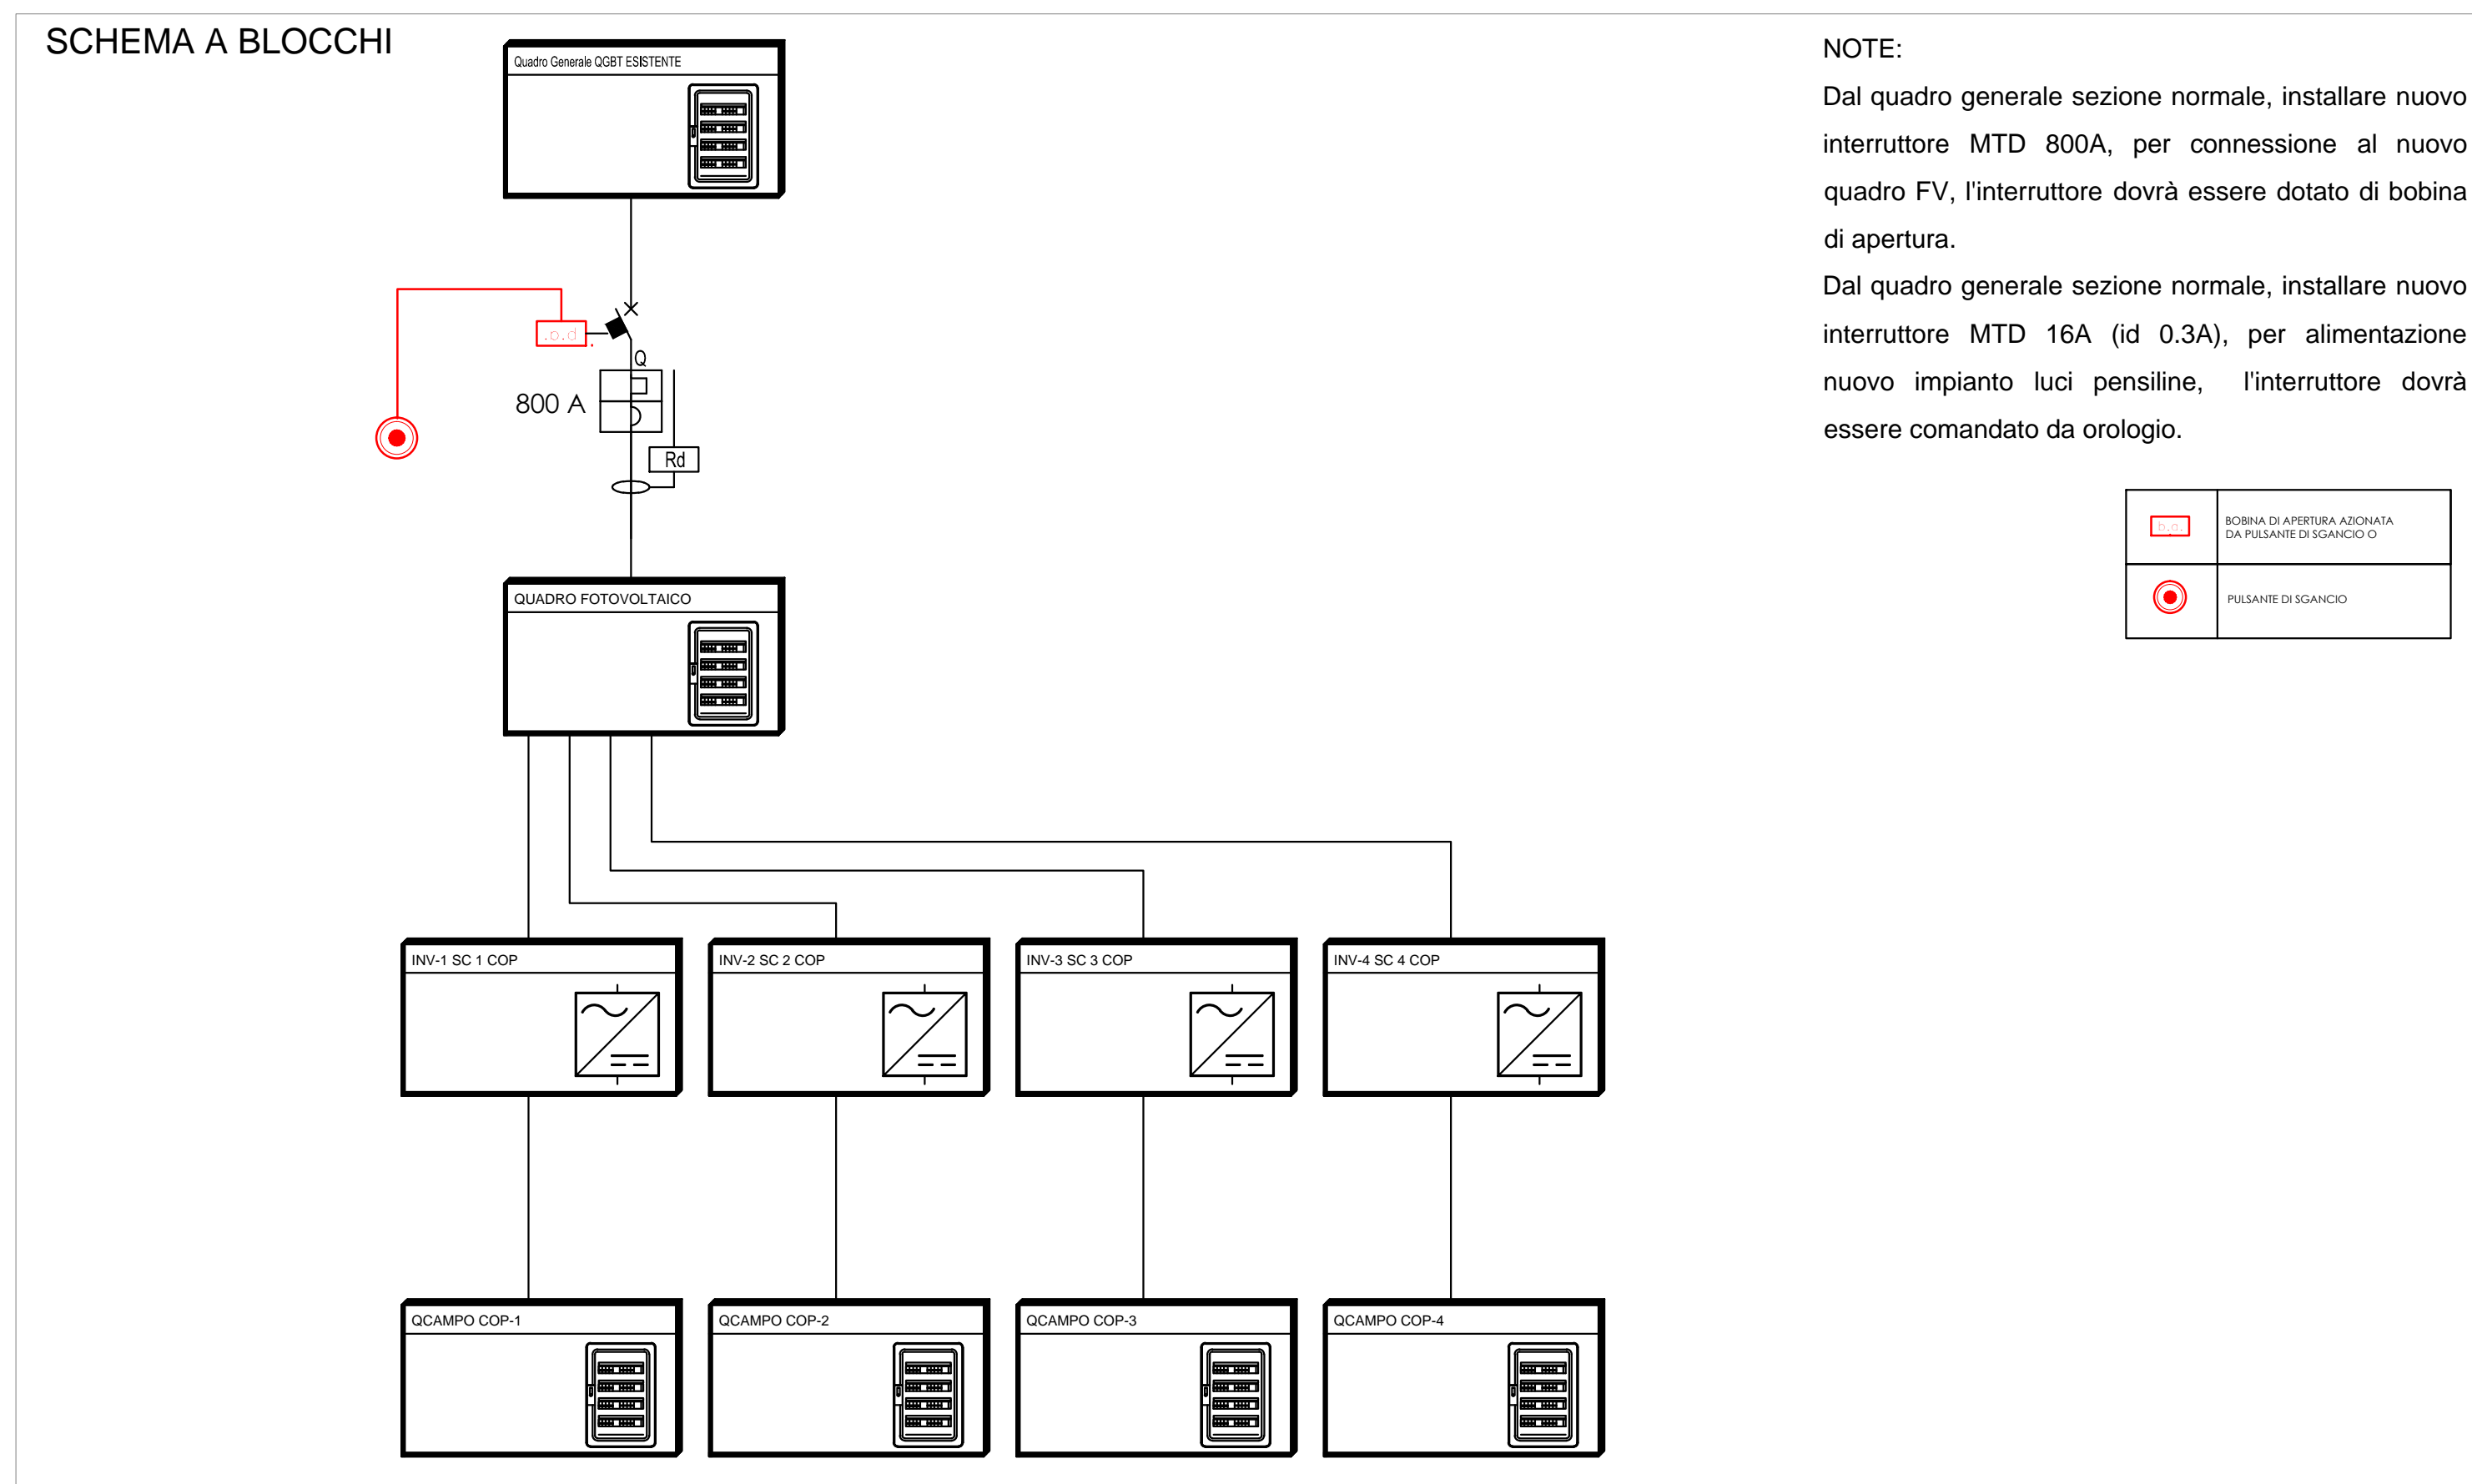 SCHEMA A BLOCCHI
Quadro Generale QGBT ESISTENTE
Q
800 A
Rd
QUADRO FOTOVOLTAICO
INV-1 SC 1 COP
INV-2 SC 2 COP
INV-3 SC 3 COP
INV-4 SC 4 COP
QCAMPO COP-1
QCAMPO COP-2
QCAMPO COP-3
QCAMPO COP-4
NOTE:
Dal quadro generale sezione normale, installare nuovo
interruttore MTD 800A, per connessione al nuovo
quadro FV, l'interruttore dovrà essere dotato di bobina
di apertura.
Dal quadro generale sezione normale, installare nuovo
interruttore MTD 16A (id 0.3A), per alimentazione
nuovo impianto luci pensiline, l'interruttore dovrà
essere comandato da orologio.
b.a.
BOBINA DI APERTURA AZIONATA
DA PULSANTE DI SGANCIO O
PULSANTE DI SGANCIO